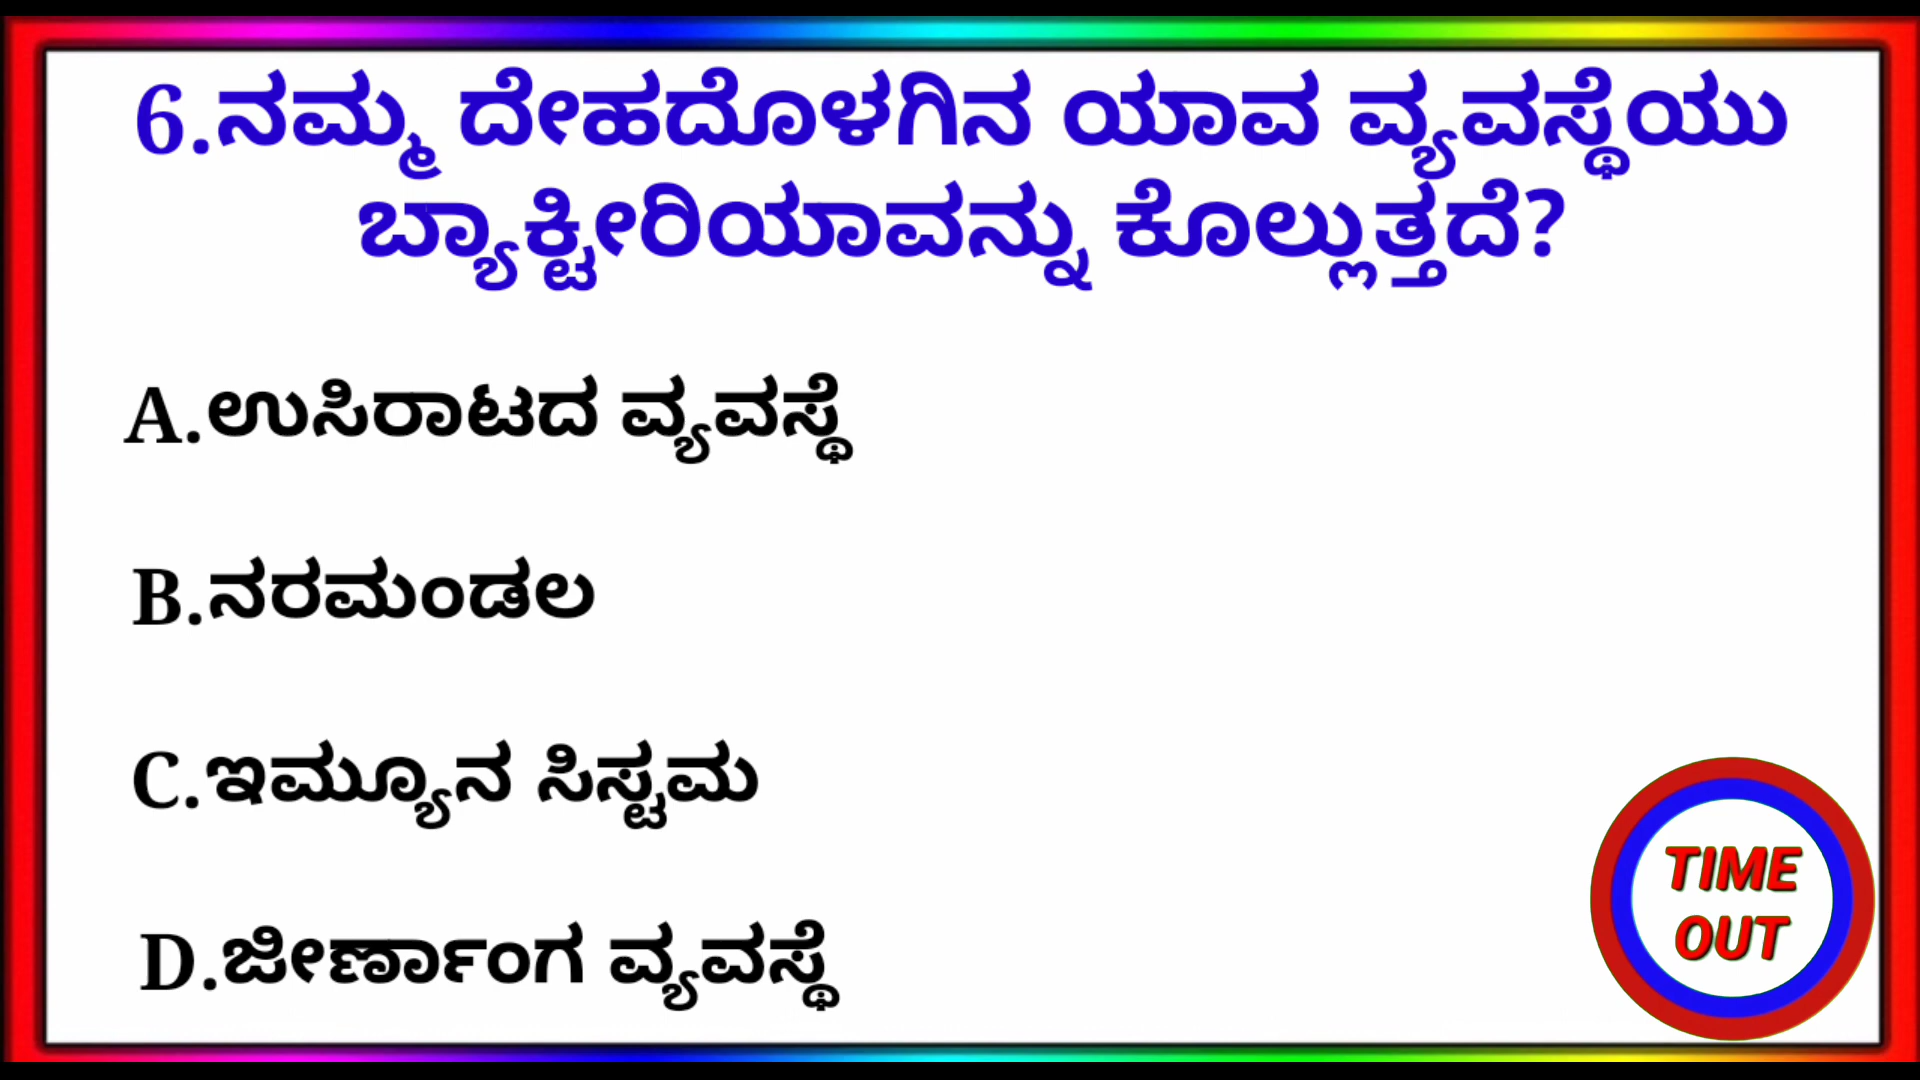 6.ನಮ್ಮ ದೇಹದೊಳಗಿನ ಯಾವ ವ್ಯವಸ್ಥೆಯು
ಬ್ಯಾಕ್ಟೀರಿಯಾವನ್ನು ಕೊಲ್ಲುತ್ತದೆ?
A.ಉಸಿರಾಟದ ವ್ಯವಸ್ಥೆ
B.ನರಮಂಡಲ
C.ಇಮ್ಯೂನ ಸಿಸ್ಟಮ
D.ಜೀರ್ಣಾಂಗ ವ್ಯವಸ್ಥೆ
TIME
OUT